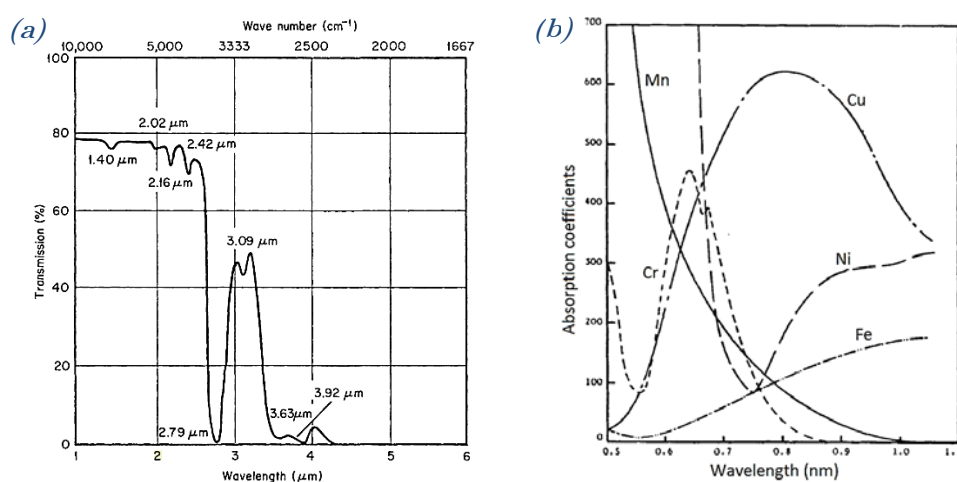 (a)
Wave number (cm⁻¹)
10,000 5,000 3333 2500 2000 1667
Transmission (%)
100
80
60
40
20
0
2.02 μm
1.40 μm
2.42 μm
2.16 μm
3.09 μm
3.92 μm
3.63μm
2.79 μm
1 2 3 4 5 6
Wavelength (μm)
(b)
Absorption coefficients
700
600
500
400
300
200
100
0
Mn
Cu
Cr
Ni
Fe
0.5 0.6 0.7 0.8 0.9 1.0 1.
Wavelength (nm)